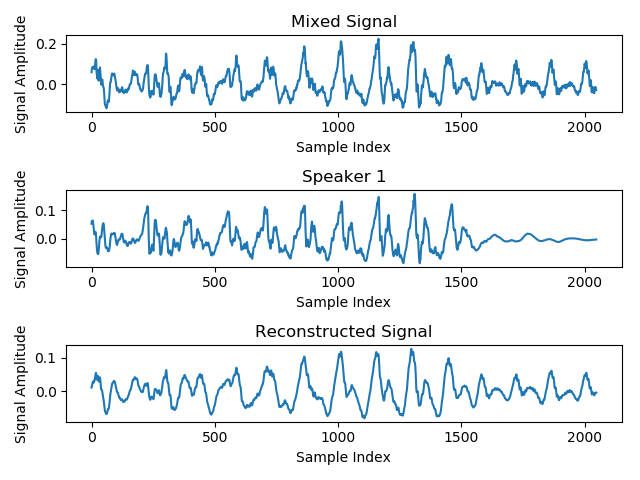 Mixed Signal
Signal Amplitude
0.2
0.0
0 500 1000 1500 2000
Sample Index
Speaker 1
Signal Amplitude
0.1
0.0
0 500 1000 1500 2000
Sample Index
Reconstructed Signal
Signal Amplitude
0.1
0.0
0 500 1000 1500 2000
Sample Index